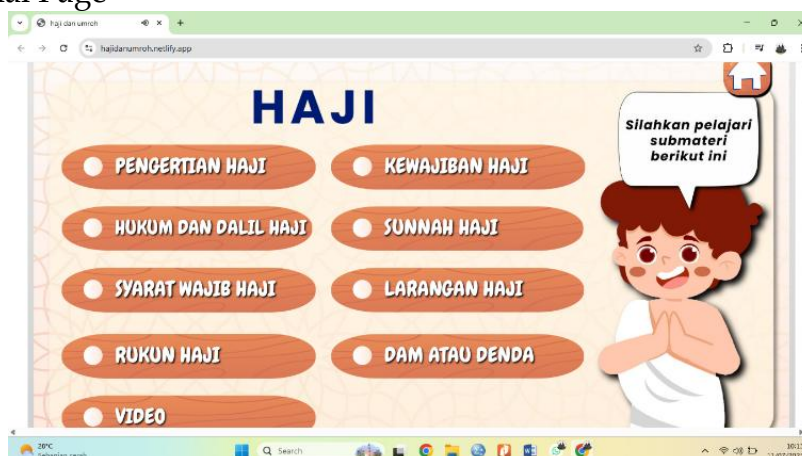 haji dan umroh
hajidanumroh.netlify.app
HAJI
PENGERTIAN HAJI
HUKUM DAN DALIL HAJI
SYARAT WAJIB HAJI
RUKUN HAJI
VIDEO
KEWAJIBAN HAJI
SUNNAH HAJI
LARANGAN HAJI
DAM ATAU DENDA
Silahkan pelajari
submateri
berikut ini
Search